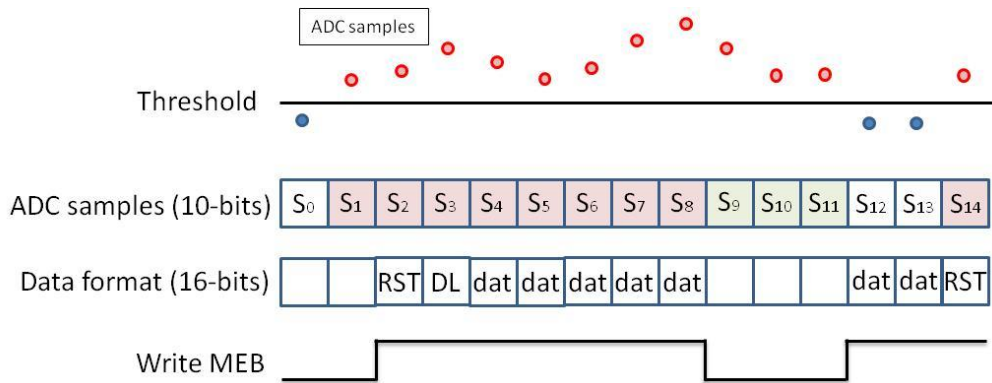 ADC samples
Threshold
ADC samples (10-bits) S0 S1 S2 S3 S4 S5 S6 S7 S8 S9 S10 S11 S12 S13 S14
Data format (16-bits) RST DL dat dat dat dat dat dat dat RST
Write MEB